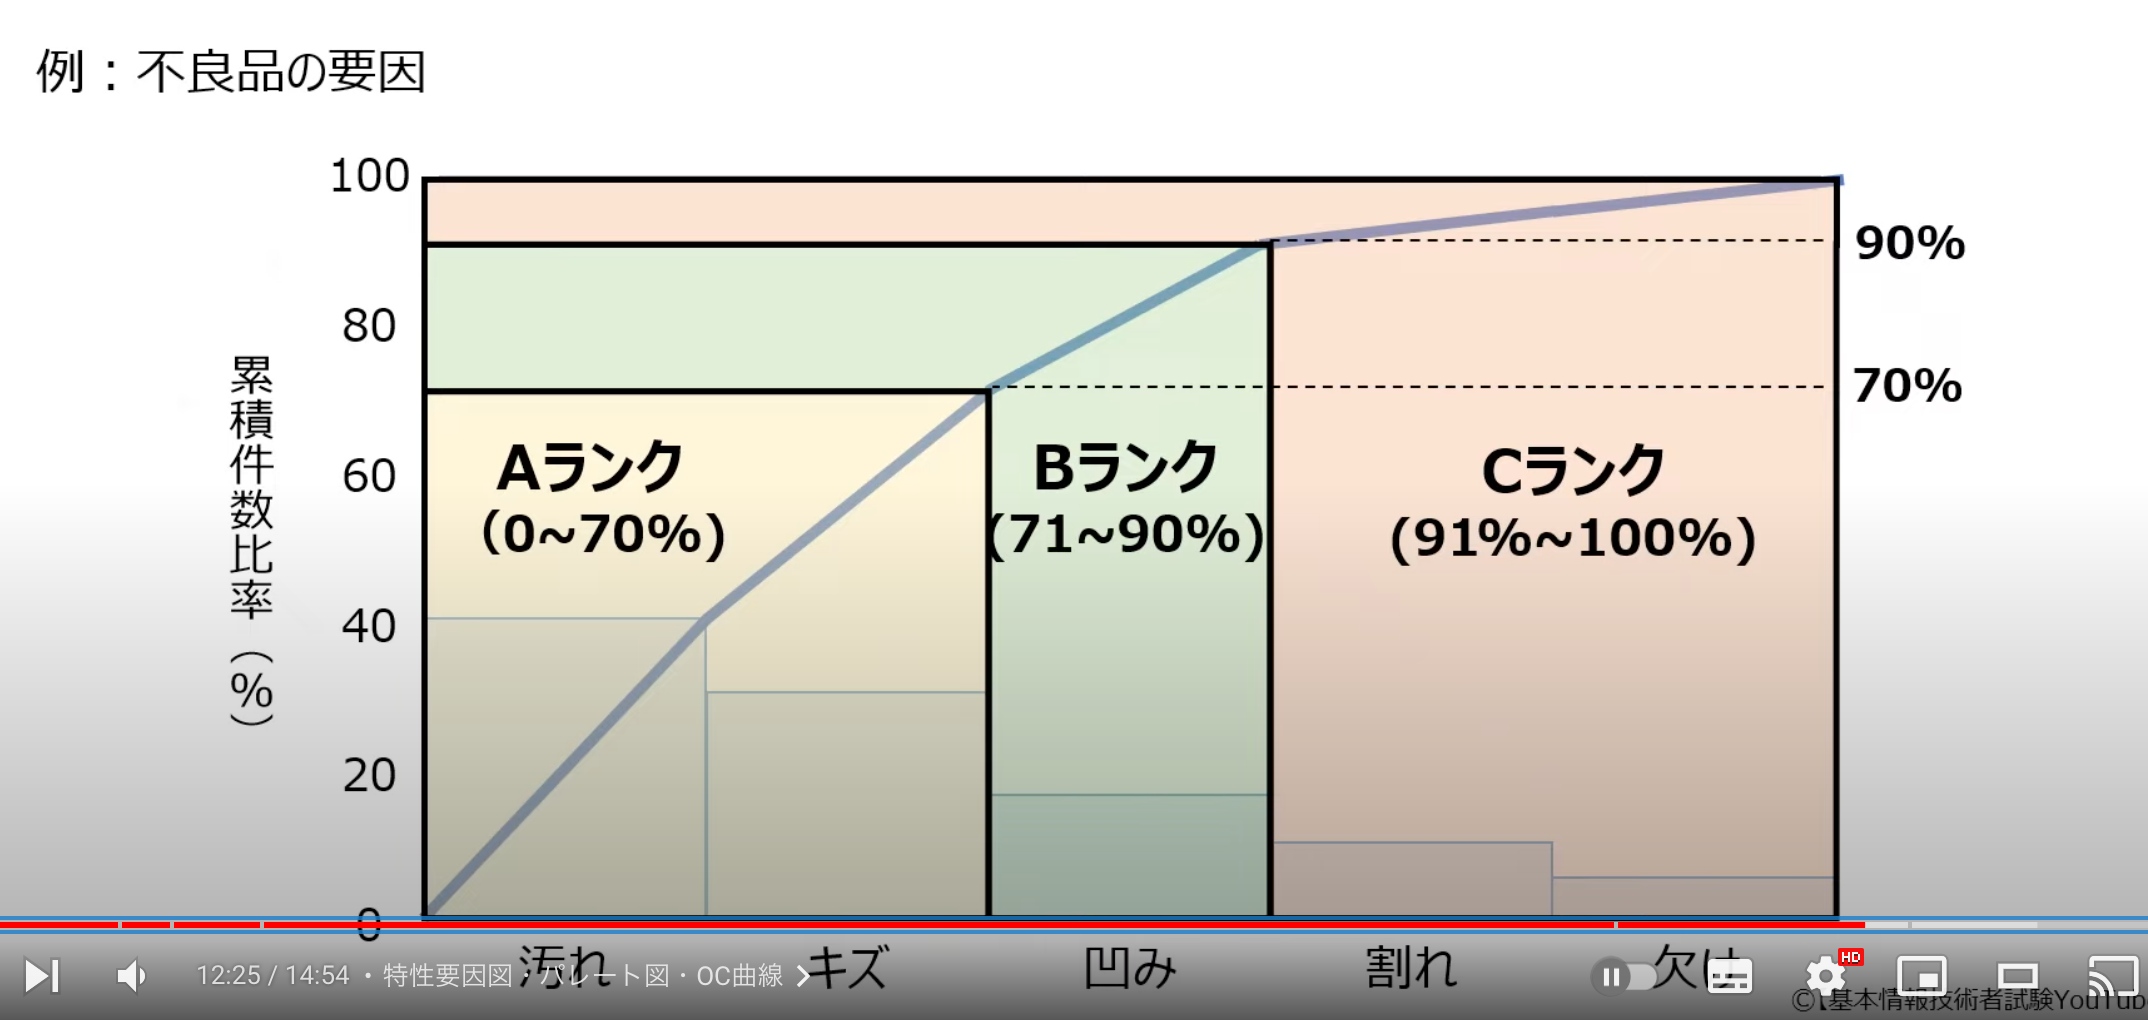 例：不良品の要因
100
80
60
40
20
0
累積件数比率（%）
90%
70%
Aランク
（0~70%）
Bランク
(71~90%)
Cランク
(91%~100%)
汚れ
キズ
凹み
割れ
欠け
12:25 / 14:54 ・特性要因図・パレート図・OC曲線
HD
©【基本情報技術者試験YouTub